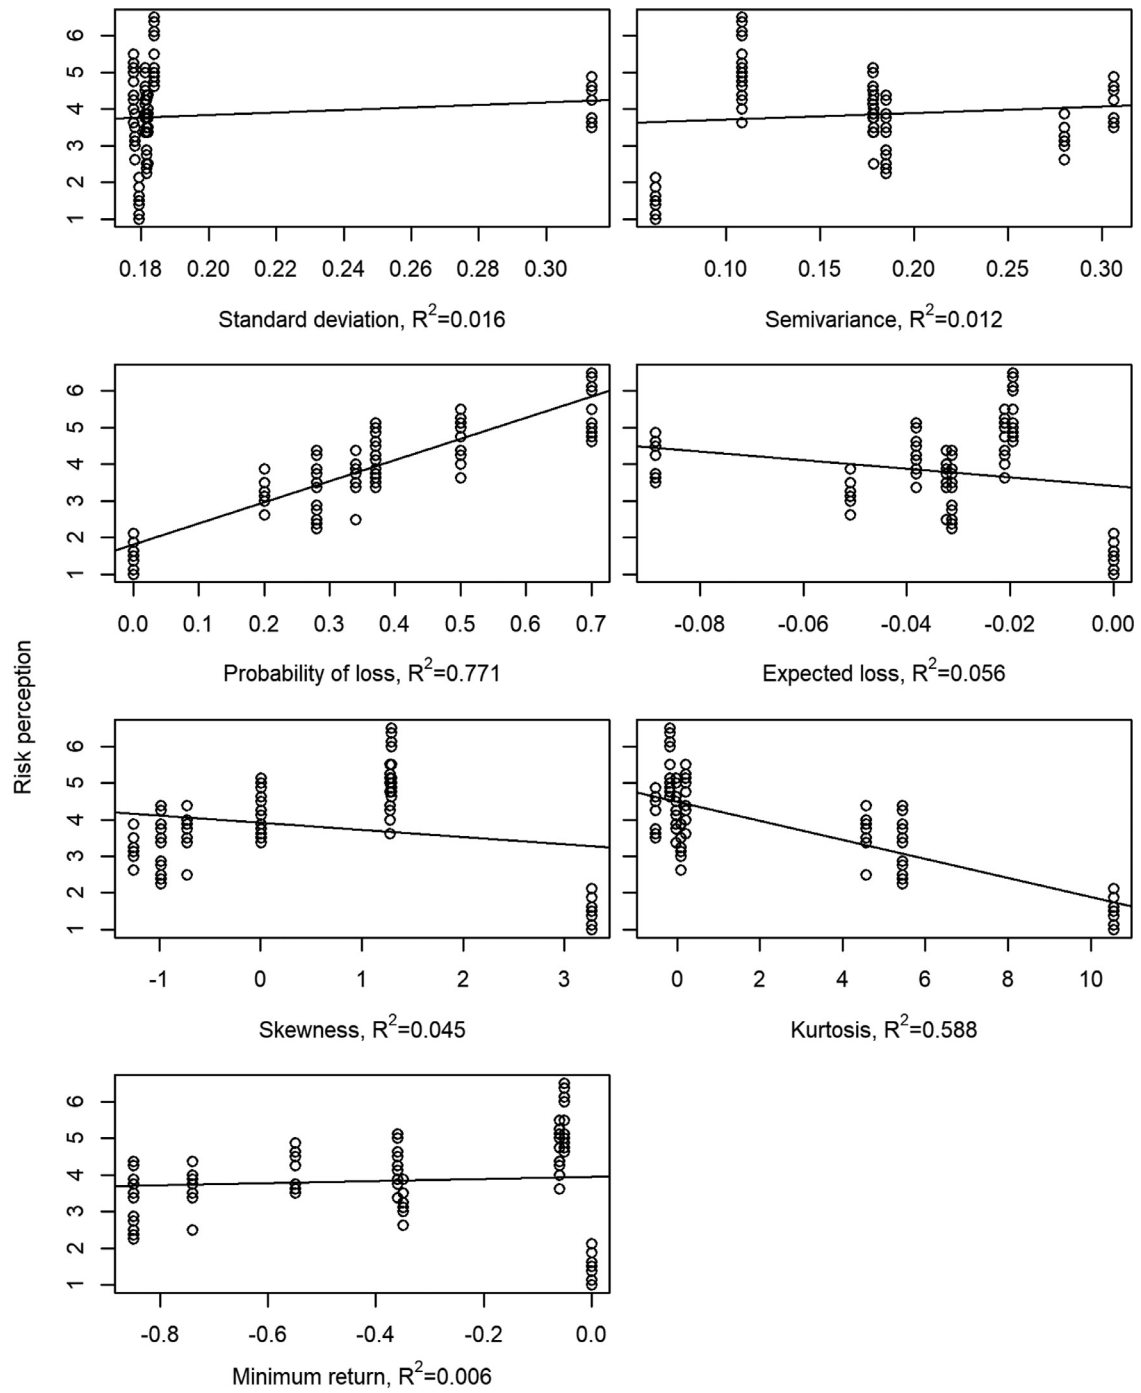 6
5
4
3
2
1
0.18 0.20 0.22 0.24 0.26 0.28 0.30
Standard deviation, R²=0.016
0.10 0.15 0.20 0.25 0.30
Semivariance, R²=0.012
6
5
4
3
2
1
0.0 0.1 0.2 0.3 0.4 0.5 0.6 0.7
Probability of loss, R²=0.771
-0.08 -0.06 -0.04 -0.02 0.00
Expected loss, R²=0.056
Risk perception
6
5
4
3
2
1
-1 0 1 2 3
Skewness, R²=0.045
0 2 4 6 8 10
Kurtosis, R²=0.588
6
5
4
3
2
1
-0.8 -0.6 -0.4 -0.2 0.0
Minimum return, R²=0.006